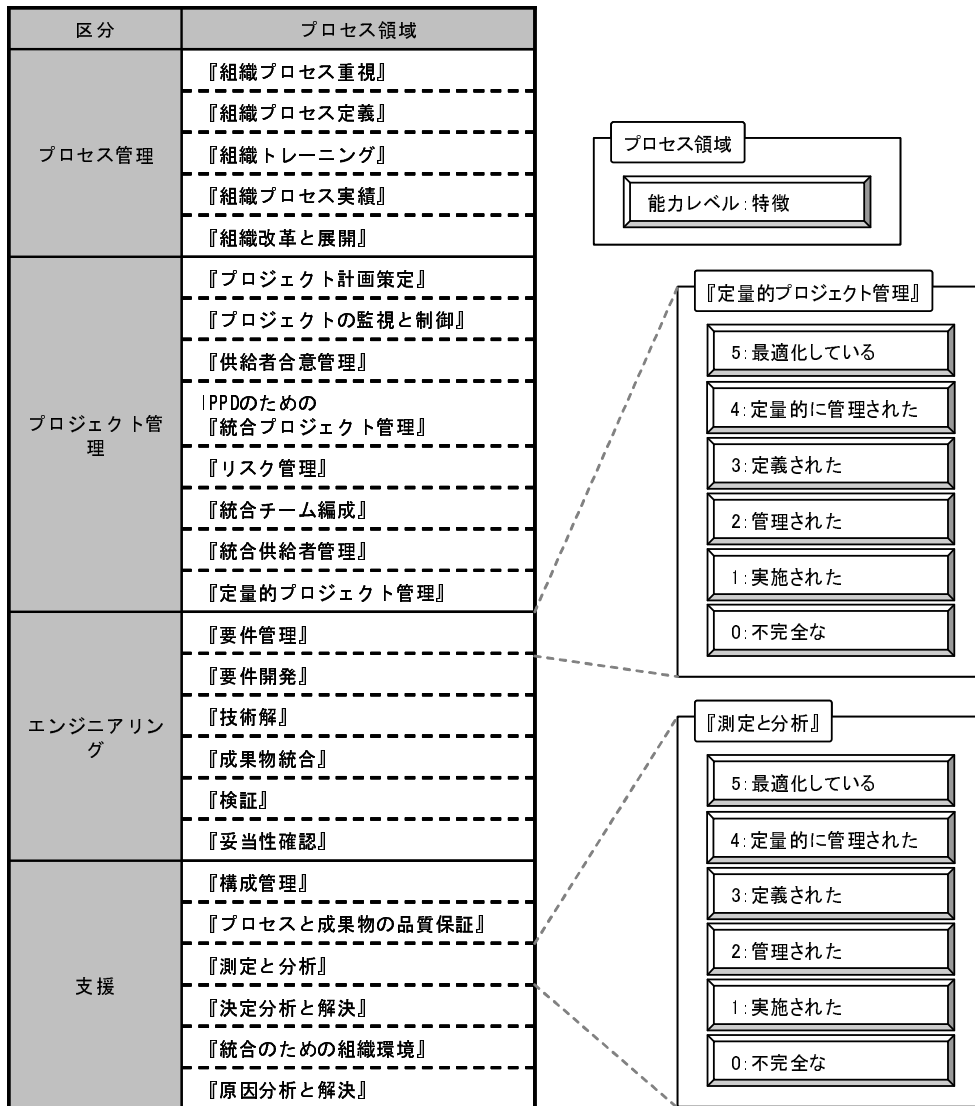 区分
プロセス領域
プロセス管理
『組織プロセス重視』
『組織プロセス定義』
『組織トレーニング』
『組織プロセス実績』
『組織改革と展開』
プロジェクト管
理
『プロジェクト計画策定』
『プロジェクトの監視と制御』
『供給者合意管理』
IPPDのための
『統合プロジェクト管理』
『リスク管理』
『統合チーム編成』
『統合供給者管理』
『定量的プロジェクト管理』
エンジニアリン
グ
『要件管理』
『要件開発』
『技術解』
『成果物統合』
『検証』
『妥当性確認』
支援
『構成管理』
『プロセスと成果物の品質保証』
『測定と分析』
『決定分析と解決』
『統合のための組織環境』
『原因分析と解決』
プロセス領域
能力レベル：特徴
『定量的プロジェクト管理』
5：最適化している
4：定量的に管理された
3：定義された
2：管理された
1：実施された
0：不完全な
『測定と分析』
5：最適化している
4：定量的に管理された
3：定義された
2：管理された
1：実施された
0：不完全な